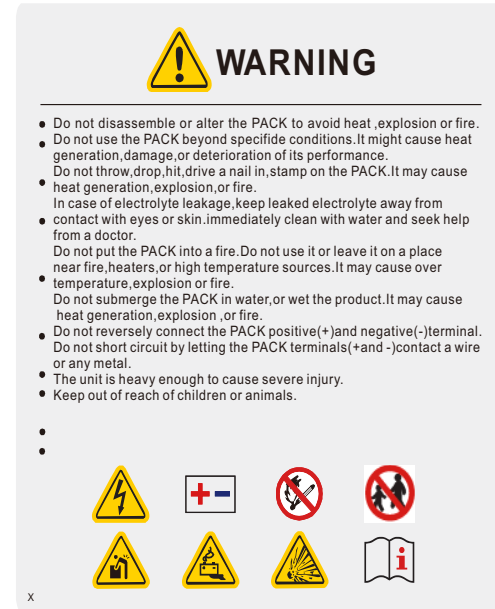 WARNING
Do not disassemble or alter the PACK to avoid heat ,explosion or fire.
Do not use the PACK beyond specifide conditions.It might cause heat
generation,damage,or deterioration of its performance.
Do not throw,drop,hit,drive a nail in,stamp on the PACK.It may cause
heat generation,explosion,or fire.
In case of electrolyte leakage,keep leaked electrolyte away from
contact with eyes or skin.immediately clean with water and seek help
from a doctor.
Do not put the PACK into a fire.Do not use it or leave it on a place
near fire,heaters,or high temperature sources.It may cause over
temperature,explosion or fire.
Do not submerge the PACK in water,or wet the product.It may cause
heat generation,explosion ,or fire.
Do not reversely connect the PACK positive(+)and negative(-)terminal.
Do not short circuit by letting the PACK terminals(+and -)contact a wire
or any metal.
The unit is heavy enough to cause severe injury.
Keep out of reach of children or animals.
+ -
i
x